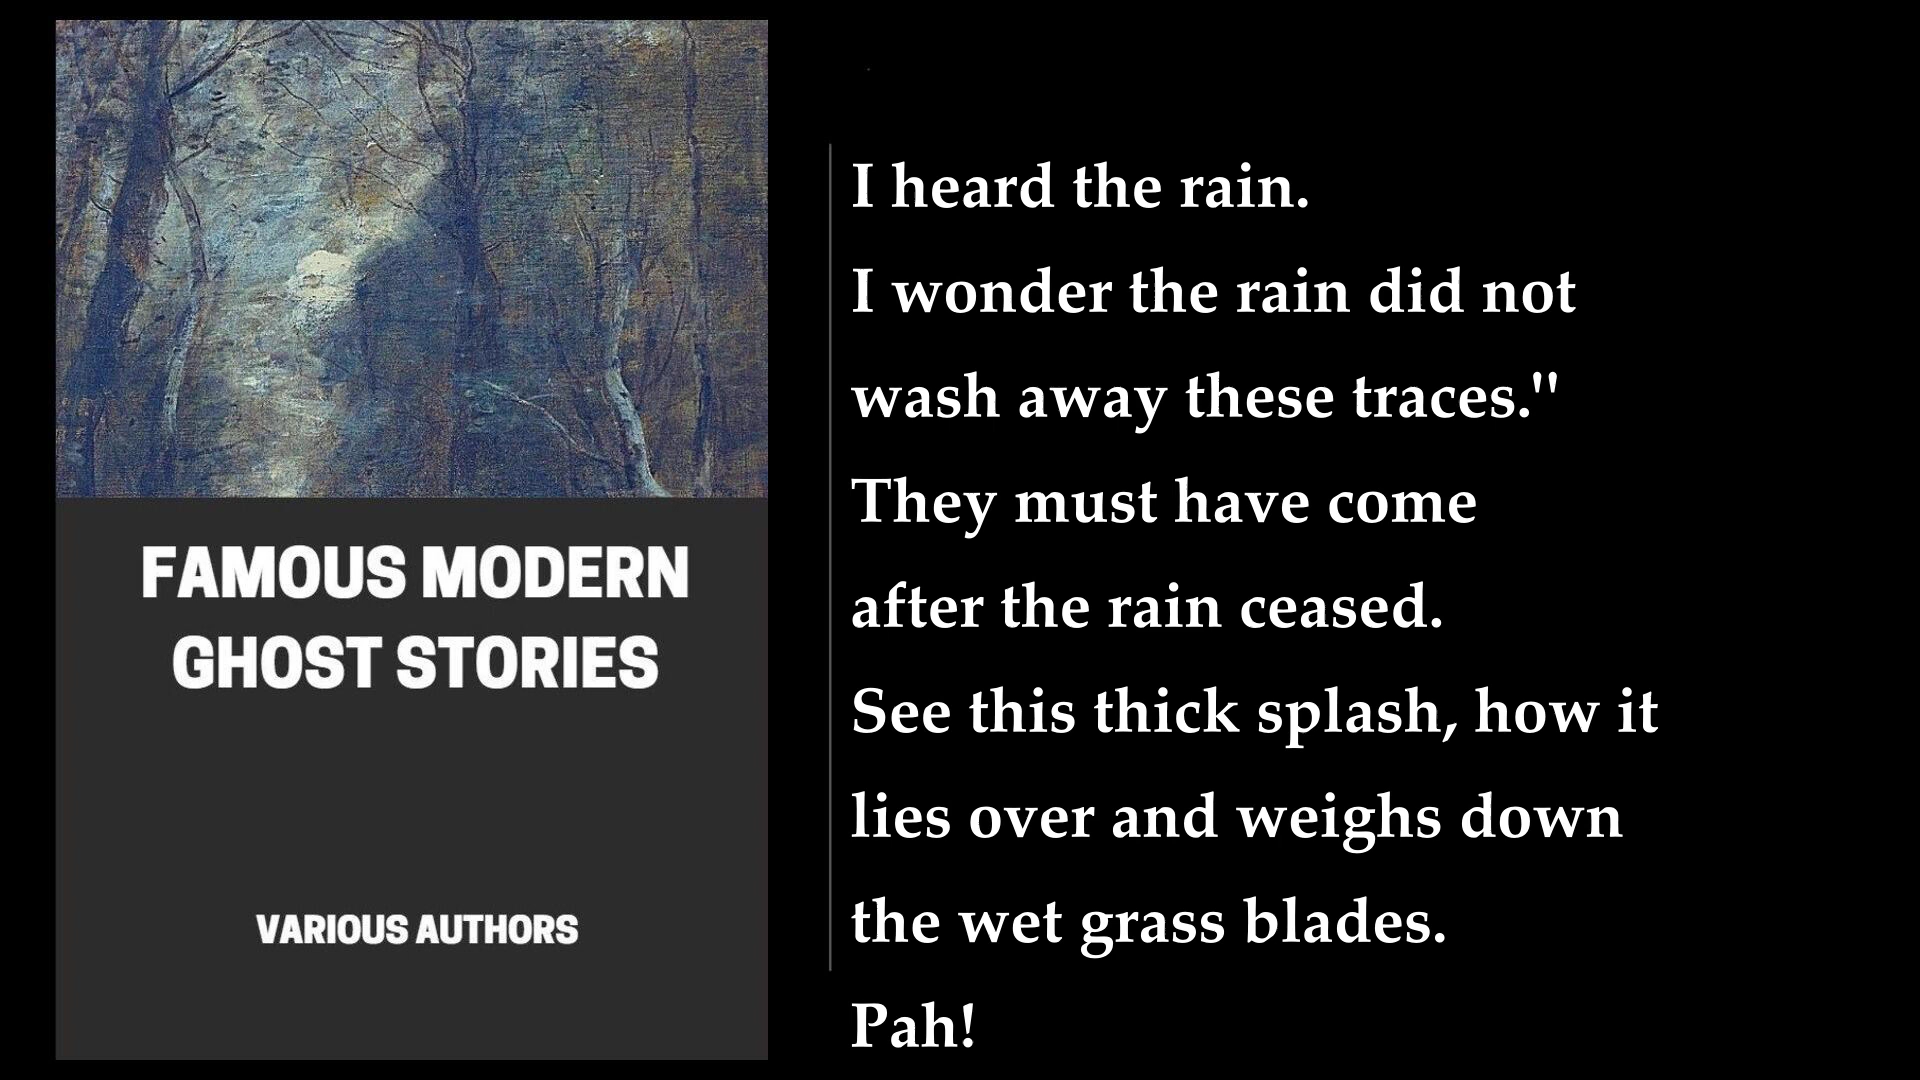 FAMOUS MODERN
GHOST STORIES
VARIOUS AUTHORS
I heard the rain.
I wonder the rain did not
wash away these traces."
They must have come
after the rain ceased.
See this thick splash, how it
lies over and weighs down
the wet grass blades.
Pah!